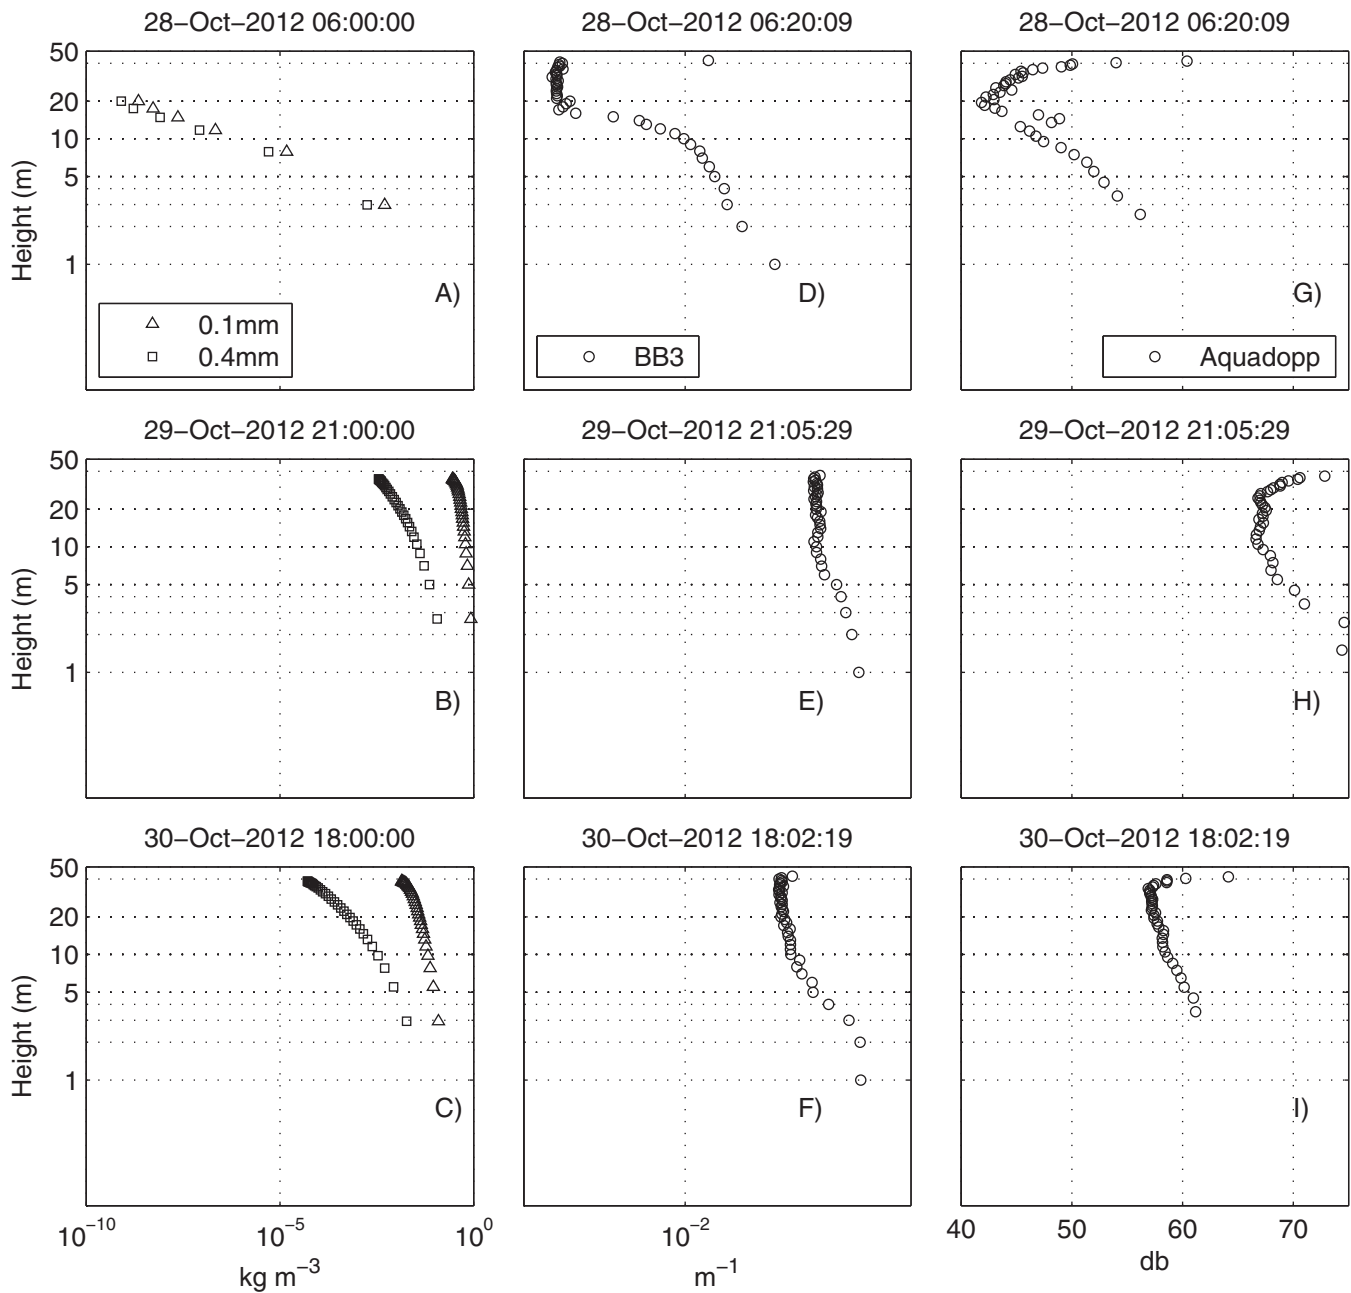 28−Oct−2012 06:00:00
28−Oct−2012 06:20:09
28−Oct−2012 06:20:09
50
20
10
5
1
Height (m)
A)
0.1mm
0.4mm
D)
BB3
G)
Aquadopp
29−Oct−2012 21:00:00
29−Oct−2012 21:05:29
29−Oct−2012 21:05:29
50
20
10
5
1
Height (m)
B)
E)
H)
30−Oct−2012 18:00:00
30−Oct−2012 18:02:19
30−Oct−2012 18:02:19
50
20
10
5
1
Height (m)
C)
F)
I)
10⁻¹⁰ 10⁻⁵ 10⁰
10⁻²
40 50 60 70
kg m⁻³
m⁻¹
db